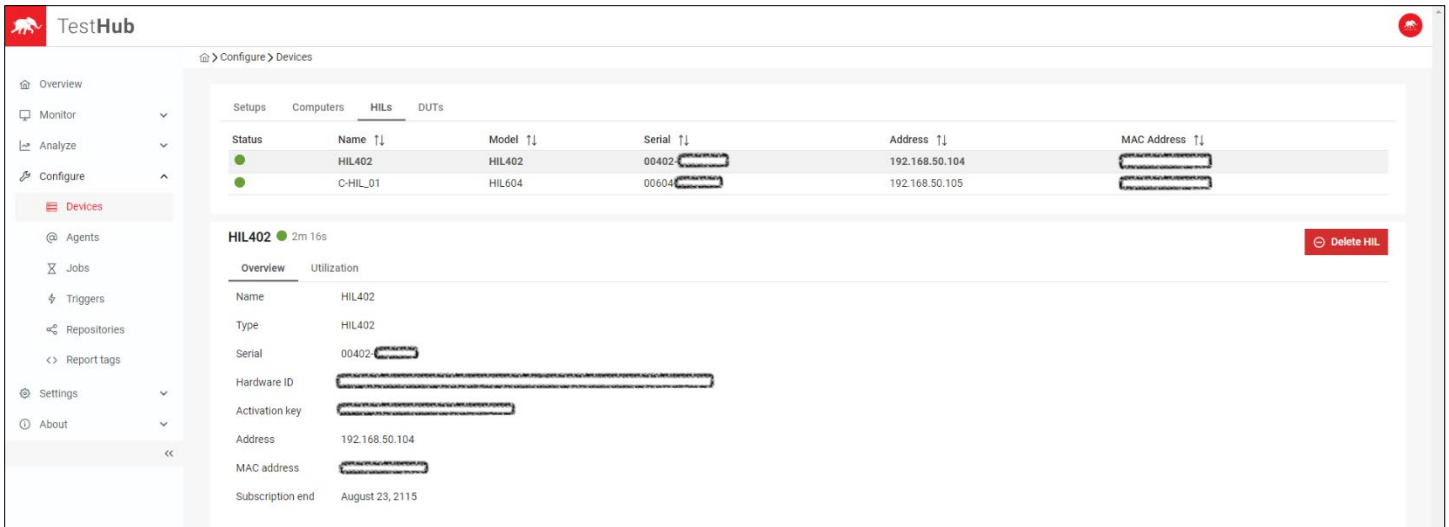 TestHub
Configure > Devices
Overview
Monitor
Analyze
Configure
Devices
Agents
Jobs
Triggers
Repositories
Report tags
Settings
About
Setups Computers HILs DUTs
Status Name Model Serial Address MAC Address
HIL402 HIL402 00402- 192.168.50.104
C-HIL_01 HIL604 00604 192.168.50.105
HIL402 2m 16s
Delete HIL
Overview Utilization
Name HIL402
Type HIL402
Serial 00402-
Hardware ID
Activation key
Address 192.168.50.104
MAC address
Subscription end August 23, 2115